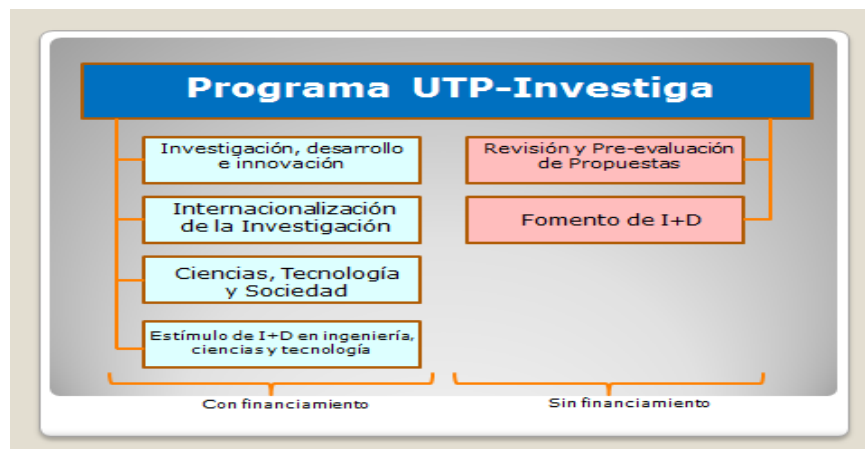 Programa UTP-Investiga
Investigación, desarrollo
e innovación
Internacionalización
de la Investigación
Ciencias, Tecnología
y Sociedad
Estímulo de I+D en ingeniería,
ciencias y tecnología
Con financiamiento
Revisión y Pre-evaluación
de Propuestas
Fomento de I+D
Sin financiamiento